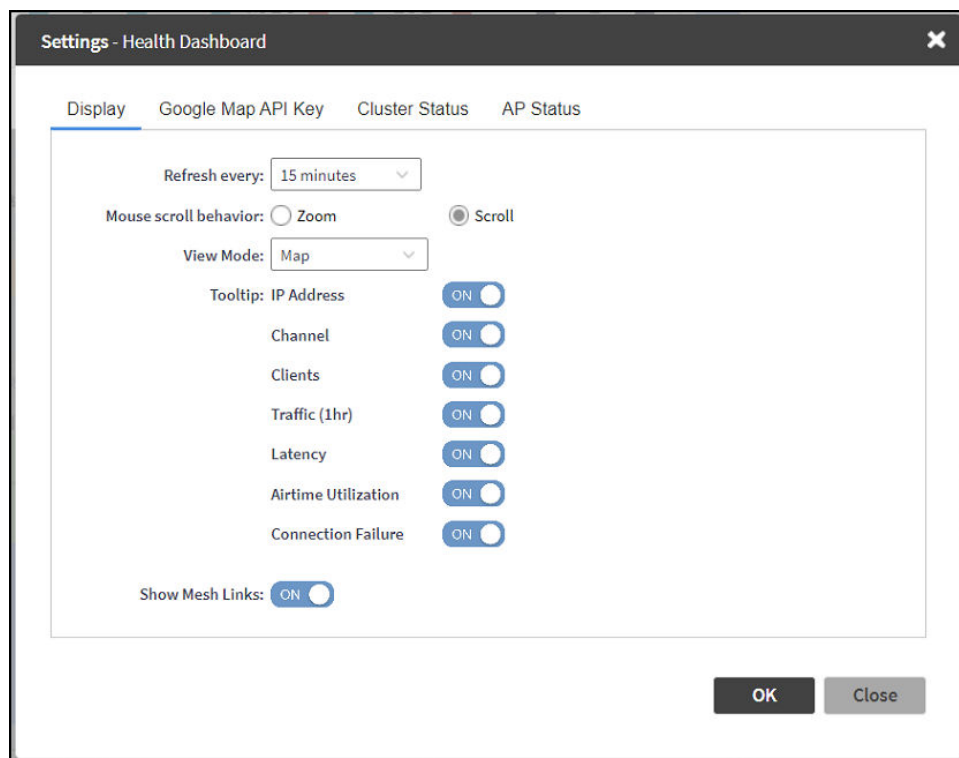 Settings - Health Dashboard
Display Google Map API Key Cluster Status AP Status
Refresh every: 15 minutes
Mouse scroll behavior: Zoom Scroll
View Mode: Map
Tooltip: IP Address ON
Channel ON
Clients ON
Traffic (1hr) ON
Latency ON
Airtime Utilization ON
Connection Failure ON
Show Mesh Links: ON
OK Close